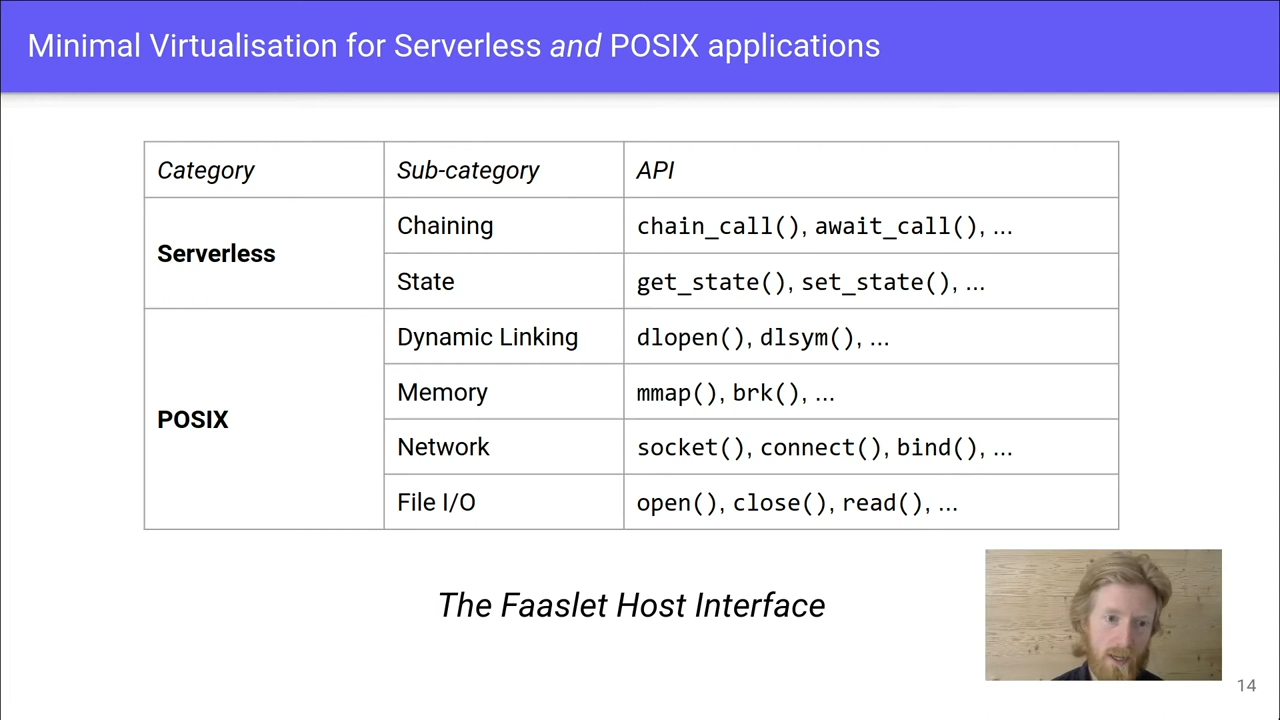 Minimal Virtualisation for Serverless and POSIX applications
Category Sub-category API
Serverless
Chaining chain_call(), await_call(), ...
State get_state(), set_state(), ...
POSIX
Dynamic Linking dlopen(), dlsym(), ...
Memory mmap(), brk(), ...
Network socket(), connect(), bind(), ...
File I/O open(), close(), read(), ...
The Faaslet Host Interface
14